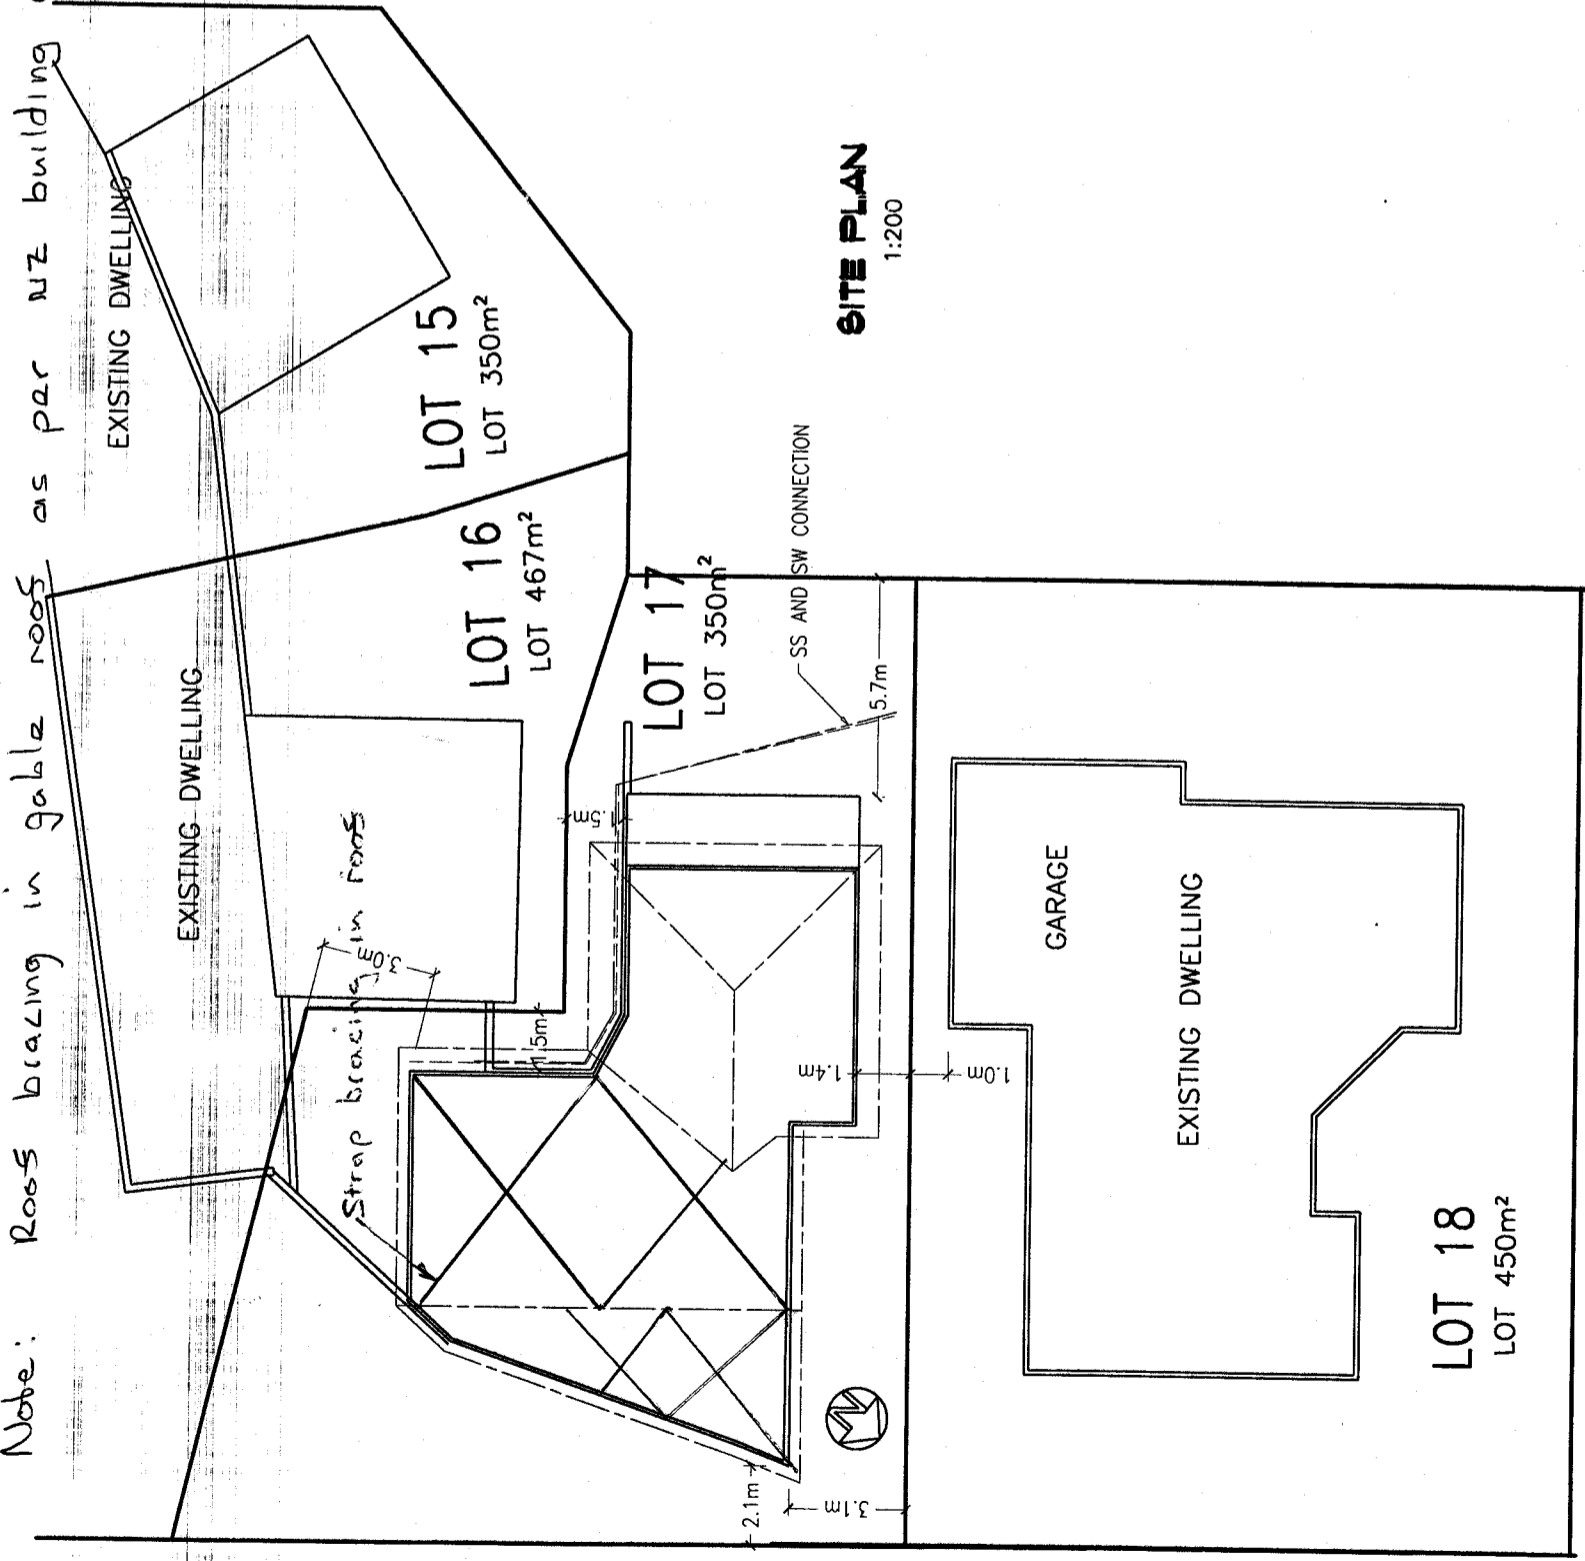 Note: Roof bracing in gable roof as per NZ building
EXISTING DWELLING
EXISTING DWELLING
Strap bracing in roof
3.0m
LOT 15
LOT 350m²
LOT 16
LOT 467m²
LOT 17
LOT 350m²
1.5m
1.5m
SS AND SW CONNECTION
5.7m
SITE PLAN
1:200
1.4m
1.0m
2.1m
3.1m
N
GARAGE
EXISTING DWELLING
LOT 18
LOT 450m²